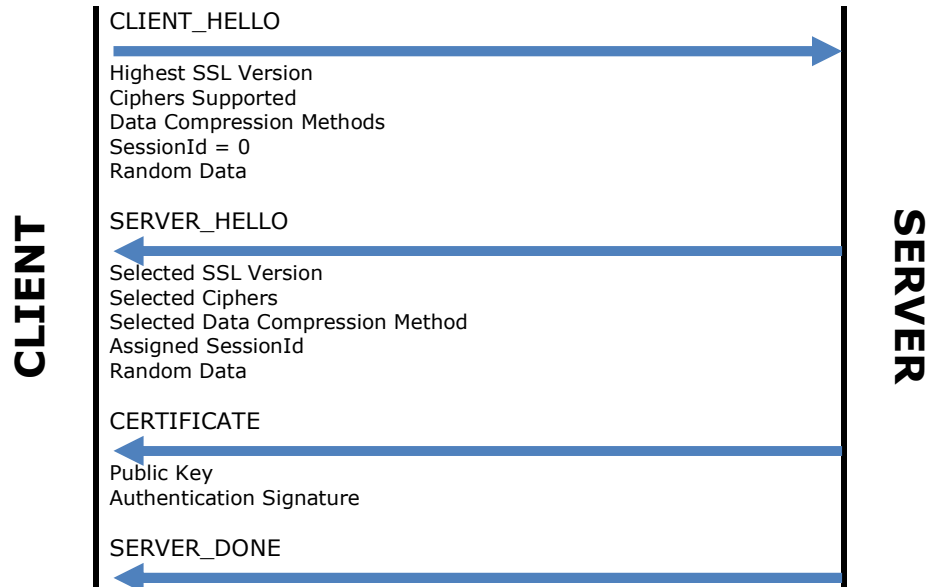 CLIENT_HELLO
Highest SSL Version
Ciphers Supported
Data Compression Methods
SessionId = 0
Random Data
CLIENT
SERVER
SERVER_HELLO
Selected SSL Version
Selected Ciphers
Selected Data Compression Method
Assigned SessionId
Random Data
CERTIFICATE
Public Key
Authentication Signature
SERVER_DONE